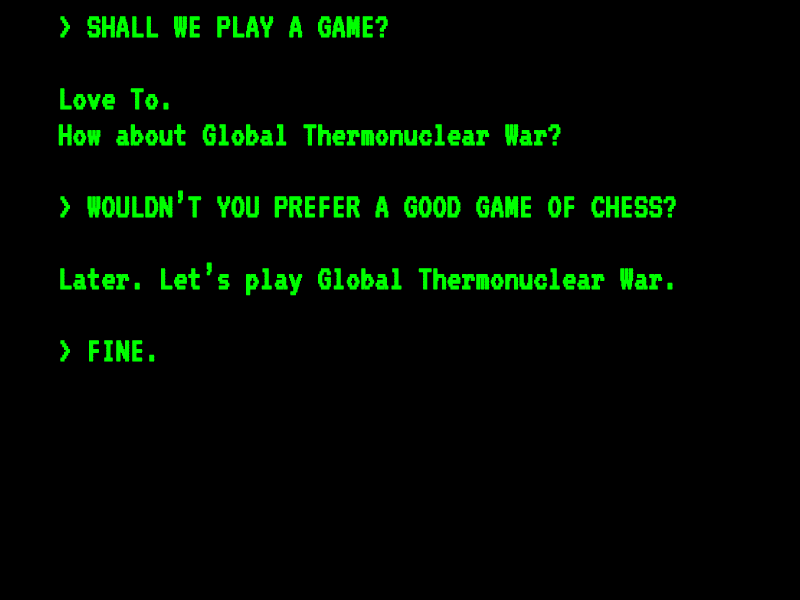 > SHALL WE PLAY A GAME?
Love To.
How about Global Thermonuclear War?
> WOULDN'T YOU PREFER A GOOD GAME OF CHESS?
Later. Let's play Global Thermonuclear War.
> FINE.